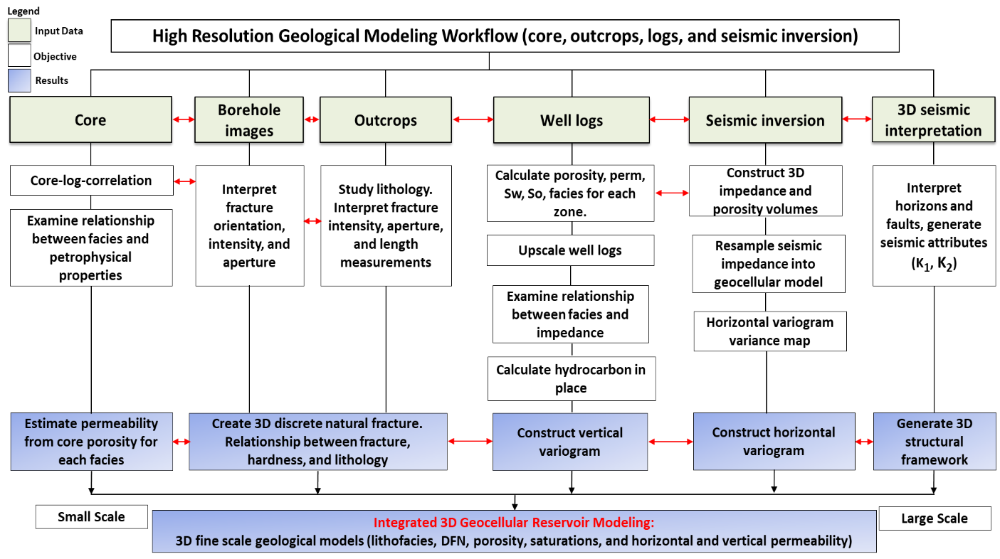 Legend
Input Data
Objective
Results
High Resolution Geological Modeling Workflow (core, outcrops, logs, and seismic inversion)
Core
Borehole
images
Outcrops
Well logs
Seismic inversion
3D seismic
interpretation
Core-log-correlation
Examine relationship
between facies and
petrophysical
properties
Interpret
fracture
orientation,
intensity, and
aperture
Study lithology.
Interpret fracture
intensity, aperture,
and length
measurements
Calculate porosity, perm,
Sw, So, facies for each
zone.
Upscale well logs
Examine relationship
between facies and
impedance
Calculate hydrocarbon in
place
Construct 3D
impedance and
porosity volumes
Resample seismic
impedance into
geocellular model
Horizontal variogram
variance map
Interpret
horizons and
faults, generate
seismic attributes
(K1, K2)
Estimate permeability
from core porosity for
each facies
Create 3D discrete natural fracture.
Relationship between fracture,
hardness, and lithology
Construct vertical
variogram
Construct horizontal
variogram
Generate 3D
structural
framework
Small Scale
Large Scale
Integrated 3D Geocellular Reservoir Modeling:
3D fine scale geological models (lithofacies, DFN, porosity, saturations, and horizontal and vertical permeability)